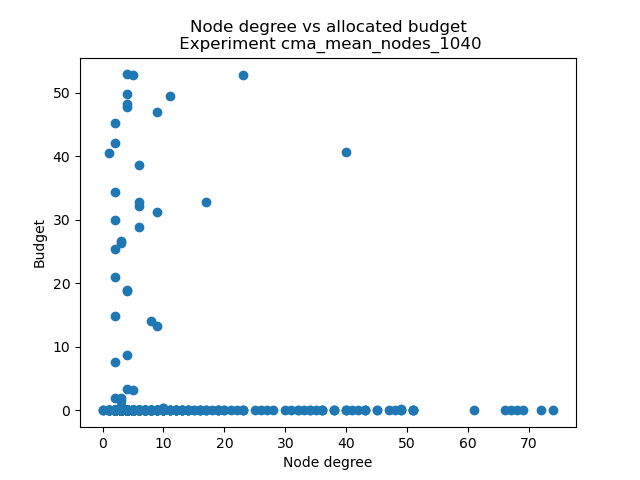 Node degree vs allocated budget
Experiment cma_mean_nodes_1040
Budget
50
40
30
20
10
0
0 10 20 30 40 50 60 70
Node degree